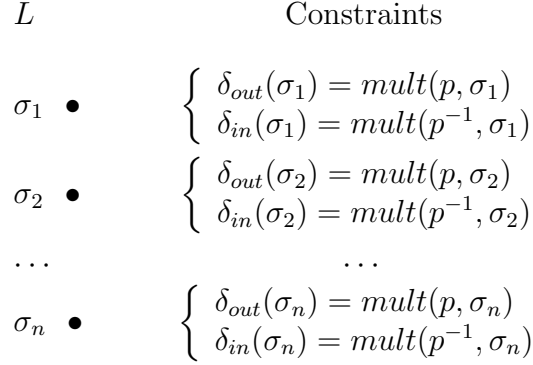 L Constraints
δout(σ1) = mult(p, σ1)
σ1 •
δin(σ1) = mult(p⁻¹, σ1)
δout(σ2) = mult(p, σ2)
σ2 •
δin(σ2) = mult(p⁻¹, σ2)
... ...
δout(σn) = mult(p, σn)
σn •
δin(σn) = mult(p⁻¹, σn)